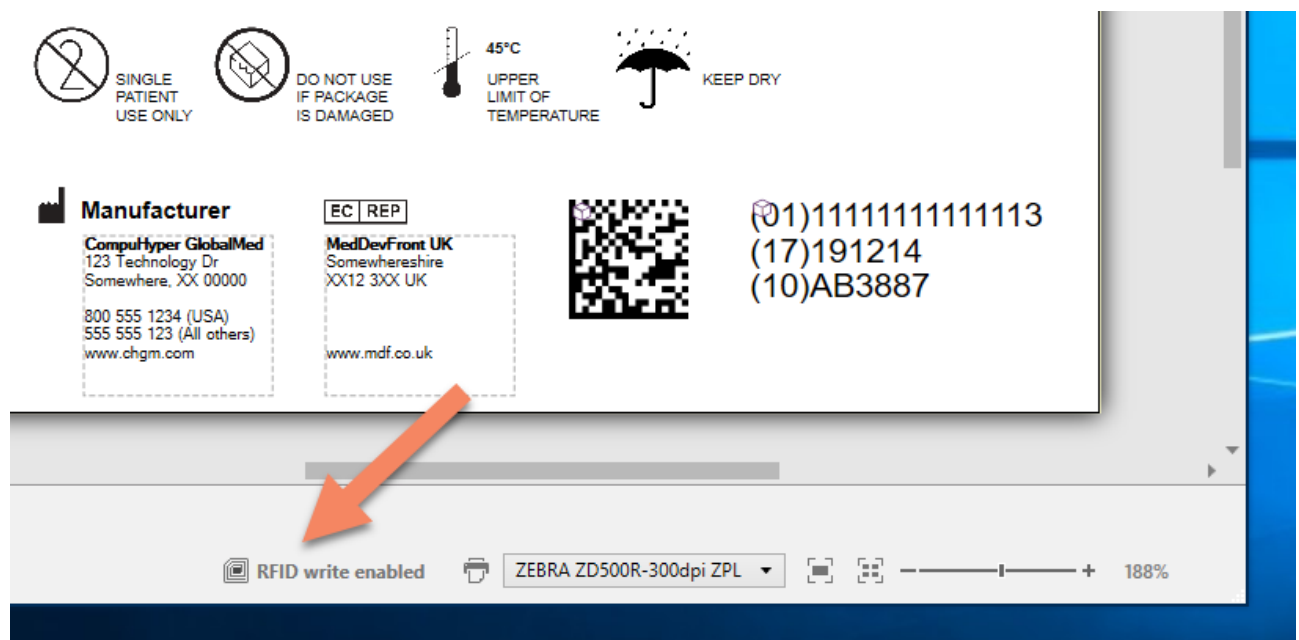 45°C
SINGLE
PATIENT
USE ONLY
DO NOT USE
IF PACKAGE
IS DAMAGED
UPPER
LIMIT OF
TEMPERATURE
KEEP DRY
Manufacturer
CompuHyper GlobalMed
123 Technology Dr
Somewhere, XX 00000
800 555 1234 (USA)
555 555 123 (All others)
www.chgm.com
EC REP
MedDevFront UK
Somewhereshire
XX12 3XX UK
www.mdf.co.uk
(01)11111111111113
(17)191214
(10)AB3887
RFID write enabled
ZEBRA ZD500R-300dpi ZPL
188%